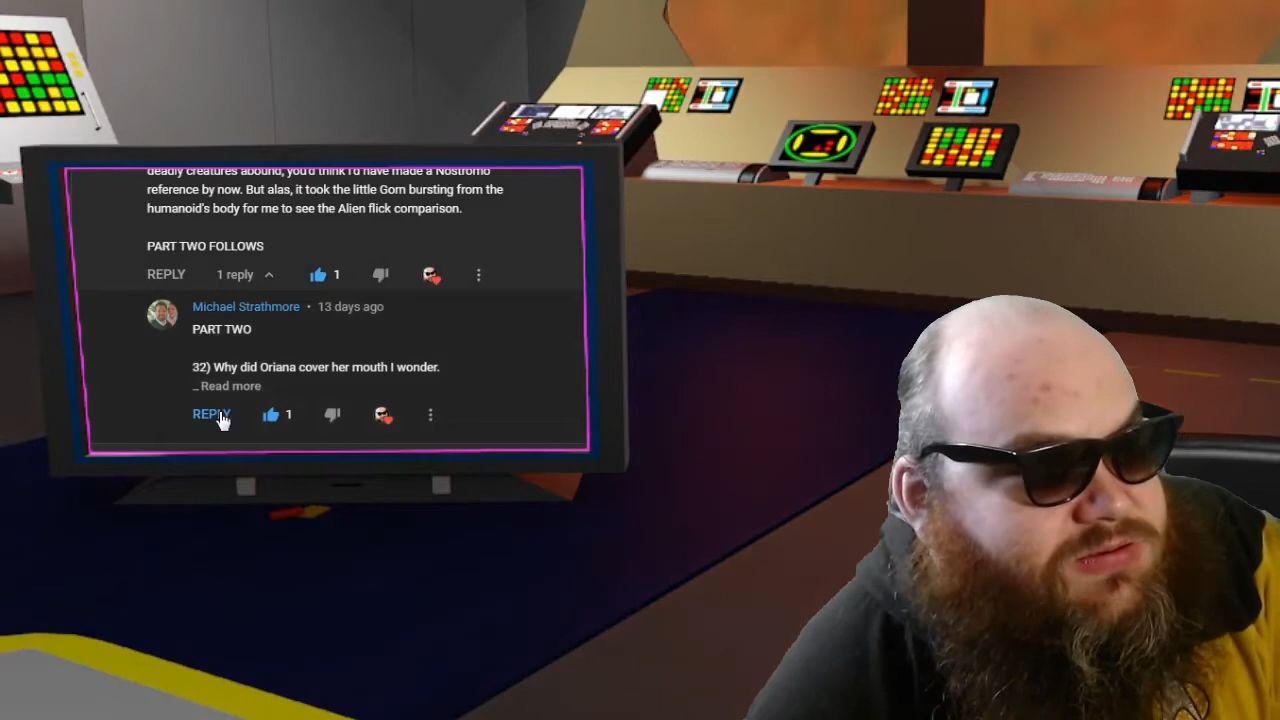 deadly creatures abound, you'd think I'd have made a Nostromo
reference by now. But alas, it took the little Gorn bursting from the
humanoid's body for me to see the Alien flick comparison.
PART TWO FOLLOWS
REPLY 1 reply 1
Michael Strathmore • 13 days ago
PART TWO
32) Why did Oriana cover her mouth I wonder.
... Read more
REPLY 1